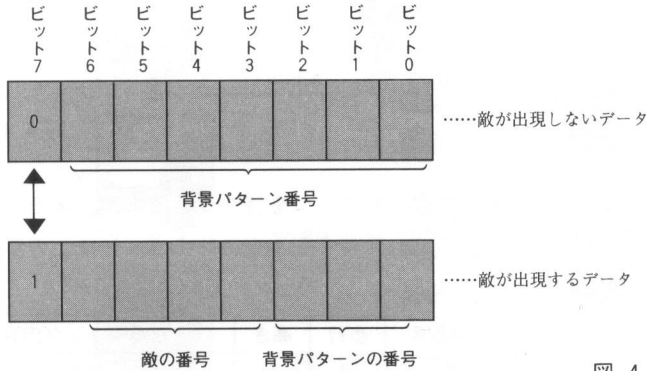 ビット7 ビット6 ビット5 ビット4 ビット3 ビット2 ビット1 ビット0
0 ……敵が出現しないデータ
背景パターン番号
1 ……敵が出現するデータ
敵の番号 背景パターンの番号
図 4